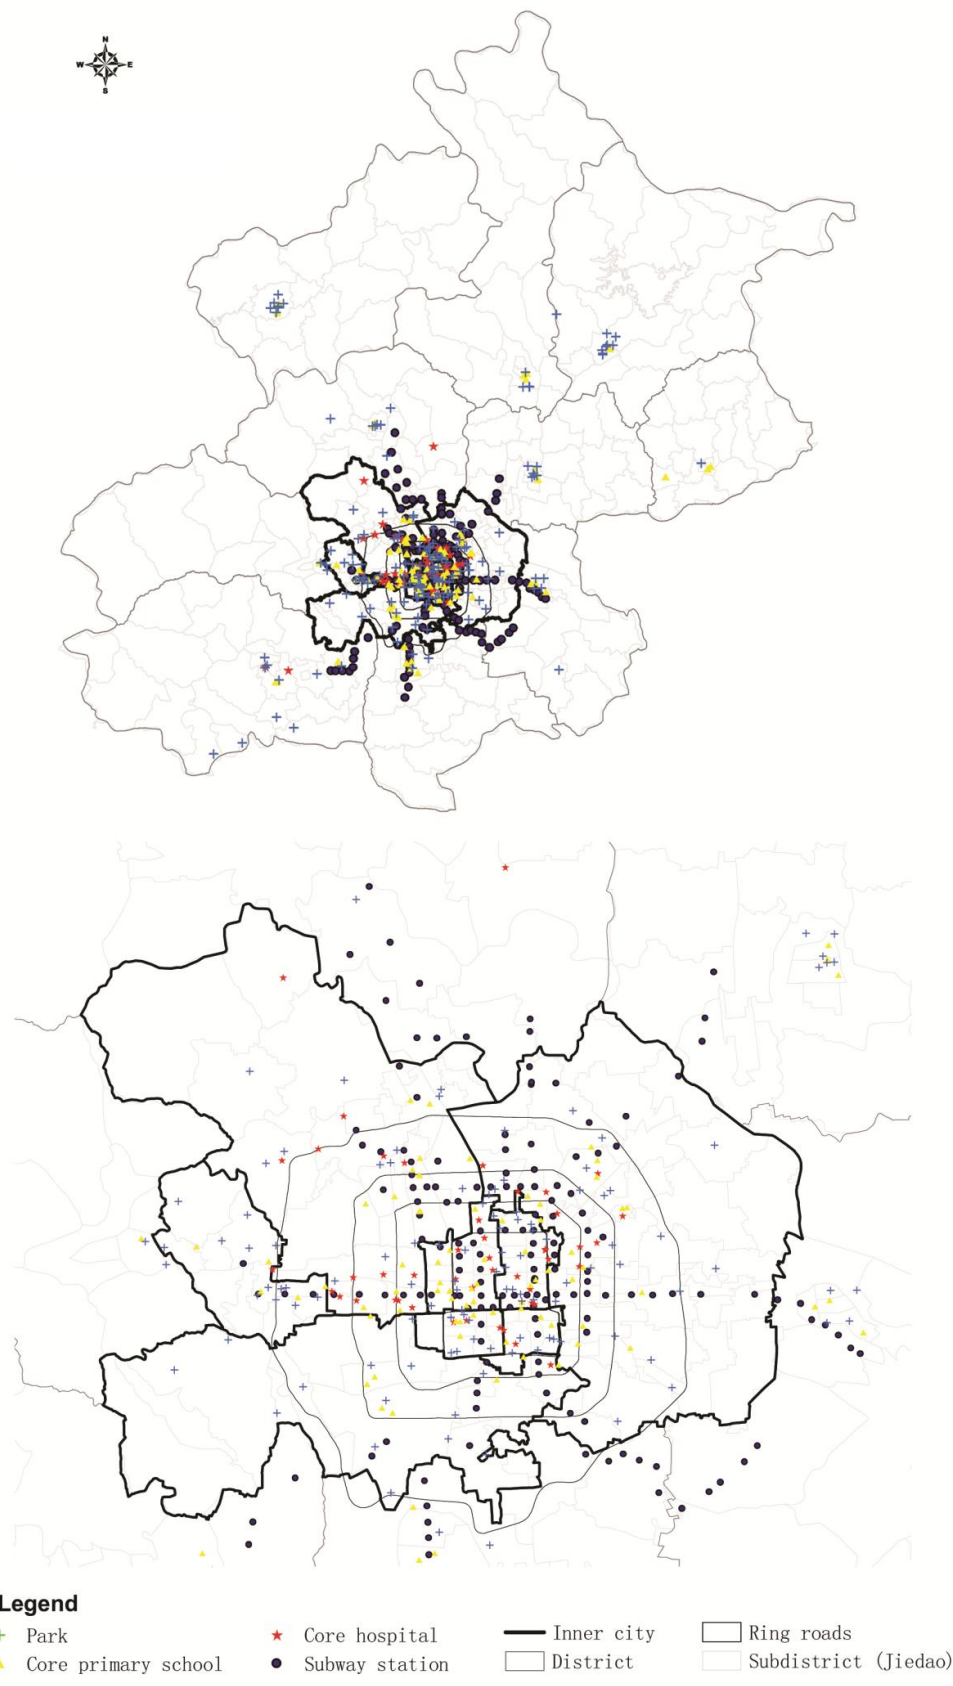 N
W E
S
Legend
Park
Core hospital
Inner city
Ring roads
Core primary school
Subway station
District
Subdistrict (Jiedao)